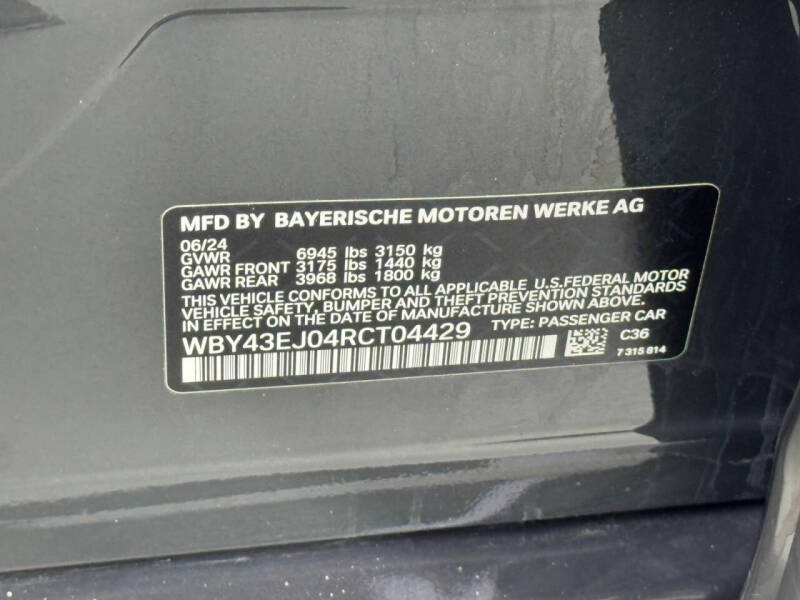 MFD BY BAYERISCHE MOTOREN WERKE AG
06/24
GVWR 6945 lbs 3150 kg
GAWR FRONT 3175 lbs 1440 kg
GAWR REAR 3968 lbs 1800 kg
THIS VEHICLE CONFORMS TO ALL APPLICABLE U.S.FEDERAL MOTOR
VEHICLE SAFETY, BUMPER AND THEFT PREVENTION STANDARDS
IN EFFECT ON THE DATE OF MANUFACTURE SHOWN ABOVE.
WBY43EJ04RCT04429 TYPE: PASSENGER CAR
C36
7 315 814